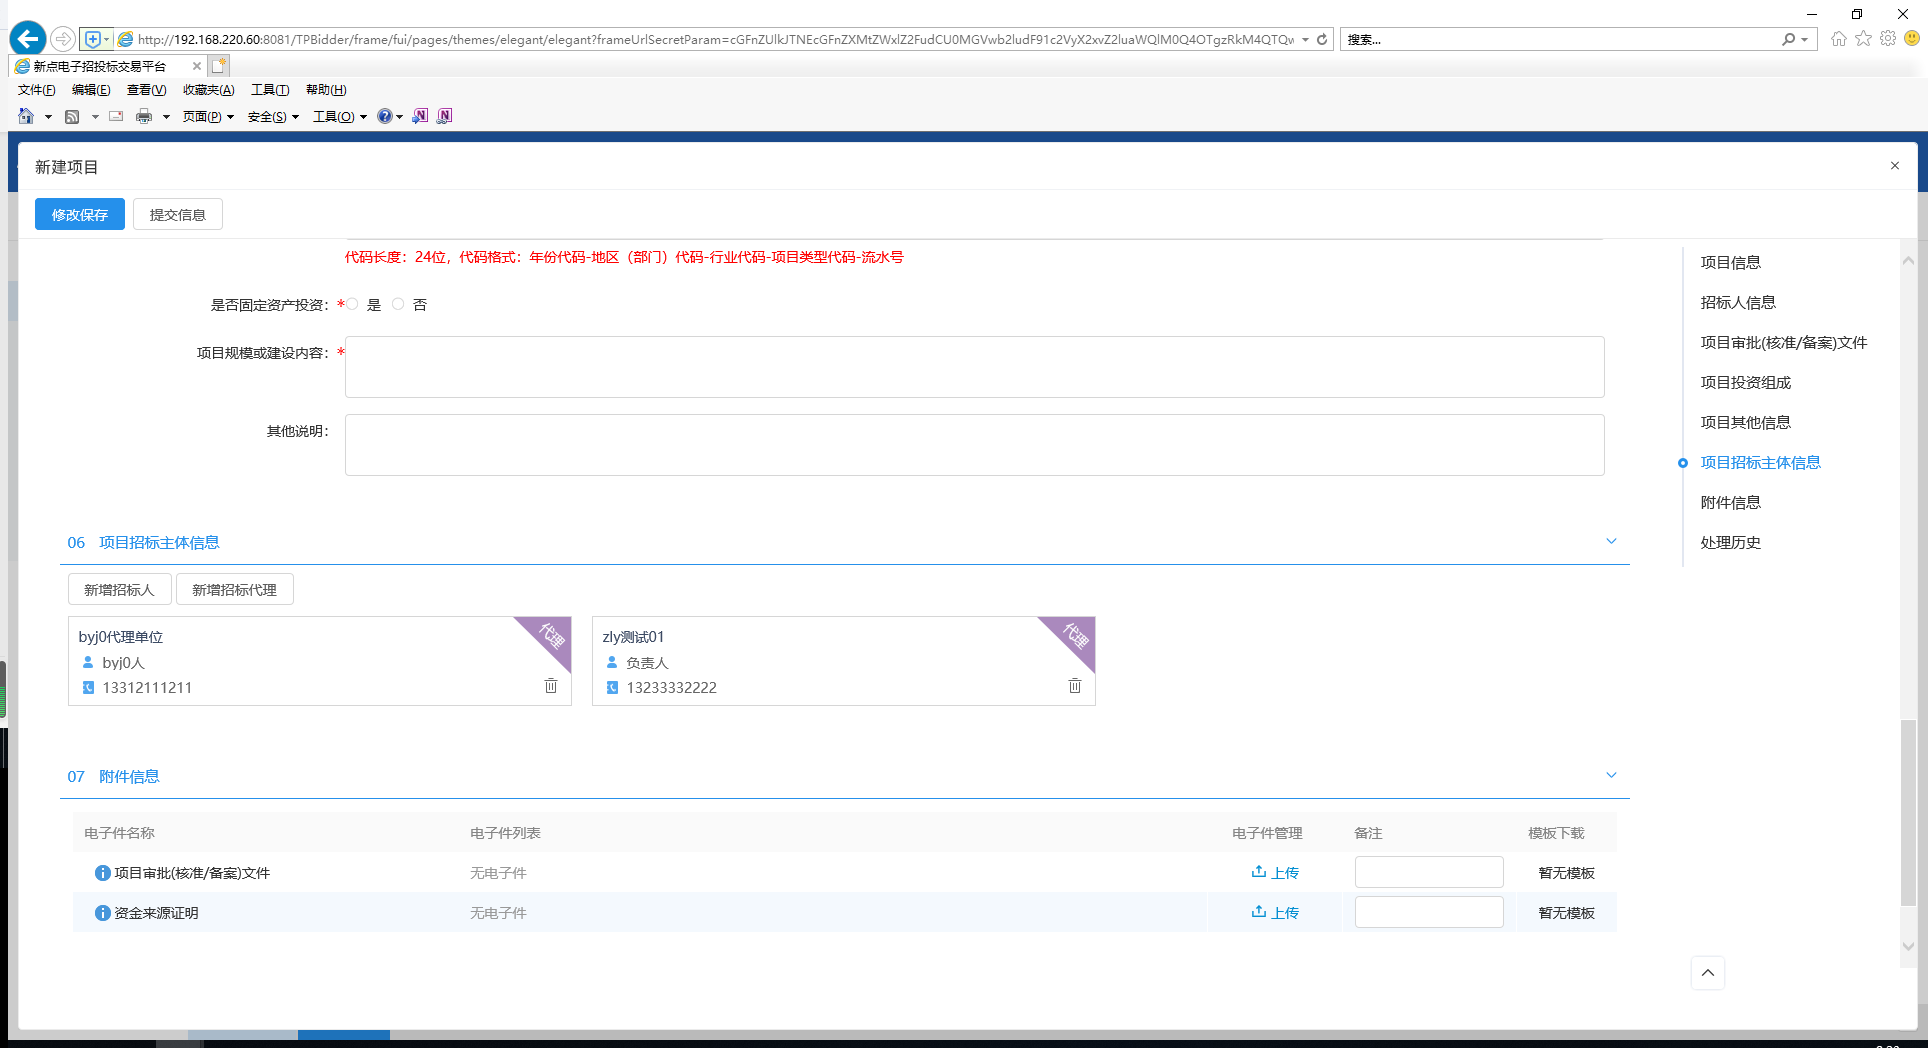 http://192.168.220.60:8081/TPBidder/frame/fui/pages/themes/elegant/elegant?frameUrlSecretParam=
搜索...
新点电子招投标交易平台
文件(F) 编辑(E) 查看(V) 收藏夹(A) 工具(T) 帮助(H)
页面(P) 安全(S) 工具(O)
新建项目
修改保存 提交信息
代码长度：24位，代码格式：年份代码-地区（部门）代码-行业代码-项目类型代码-流水号
是否固定资产投资：* 是 否
项目规模或建设内容：*
其他说明：
06 项目招标主体信息
新增招标人 新增招标代理
byj0代理单位
代理
byj0人
13312111211
zly测试01
代理
负责人
13233332222
07 附件信息
电子件名称 电子件列表 电子件管理 备注 模板下载
项目审批(核准/备案)文件 无电子件 上传 暂无模板
资金来源证明 无电子件 上传 暂无模板
项目信息
招标人信息
项目审批(核准/备案)文件
项目投资组成
项目其他信息
项目招标主体信息
附件信息
处理历史